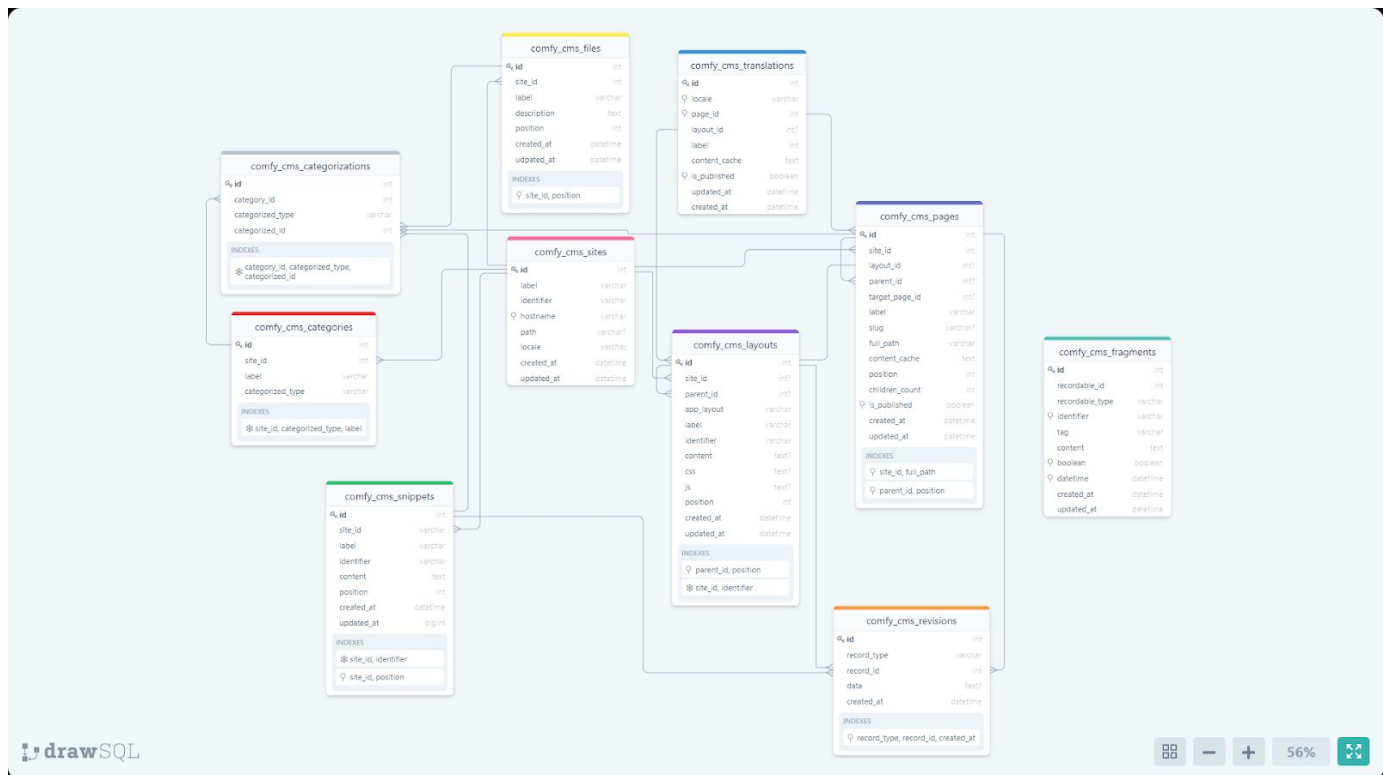 comfy_cms_files
id int
site_id int
label varchar
description text
position int
created_at datetime
udpated_at datetime
INDEXES
site_id, position
comfy_cms_translations
id int
locale varchar
page_id int
layout_id int?
label int
content_cache text
is_published boolean
updated_at datetime
created_at datetime
comfy_cms_categorizations
id int
category_id int
categorized_type varchar
categorized_id int
INDEXES
category_id, categorized_type,
categorized_id
comfy_cms_pages
id int
site_id int
layout_id int?
parent_id int?
target_page_id int?
label varchar
slug varchar?
full_path varchar
content_cache text
position int
children_count int
is_published boolean
created_at datetime
updated_at datetime
INDEXES
site_id, full_path
parent_id, position
comfy_cms_sites
id int
label varchar
identifier varchar
hostname varchar
path varchar?
locale varchar
created_at datetime
updated_at datetime
comfy_cms_categories
id int
site_id int
label varchar
categorized_type varchar
INDEXES
site_id, categorized_type, label
comfy_cms_layouts
id int
site_id int?
parent_id int?
app_layout varchar
label varchar
identifier varchar
content text?
css text?
js text?
position int
created_at datetime
updated_at datetime
INDEXES
parent_id, position
site_id, identifier
comfy_cms_fragments
id int
recordable_id int
recordable_type varchar
identifier varchar
tag varchar
content text
boolean boolean
datetime datetime
created_at datetime
updated_at datetime
comfy_cms_snippets
id int
site_id varchar
label varchar
identifier varchar
content text
position int
created_at datetime
updated_at bigint
INDEXES
site_id, identifier
site_id, position
comfy_cms_revisions
id int
record_type varchar
record_id int
data text?
created_at datetime
INDEXES
record_type, record_id, created_at
drawSQL
56%